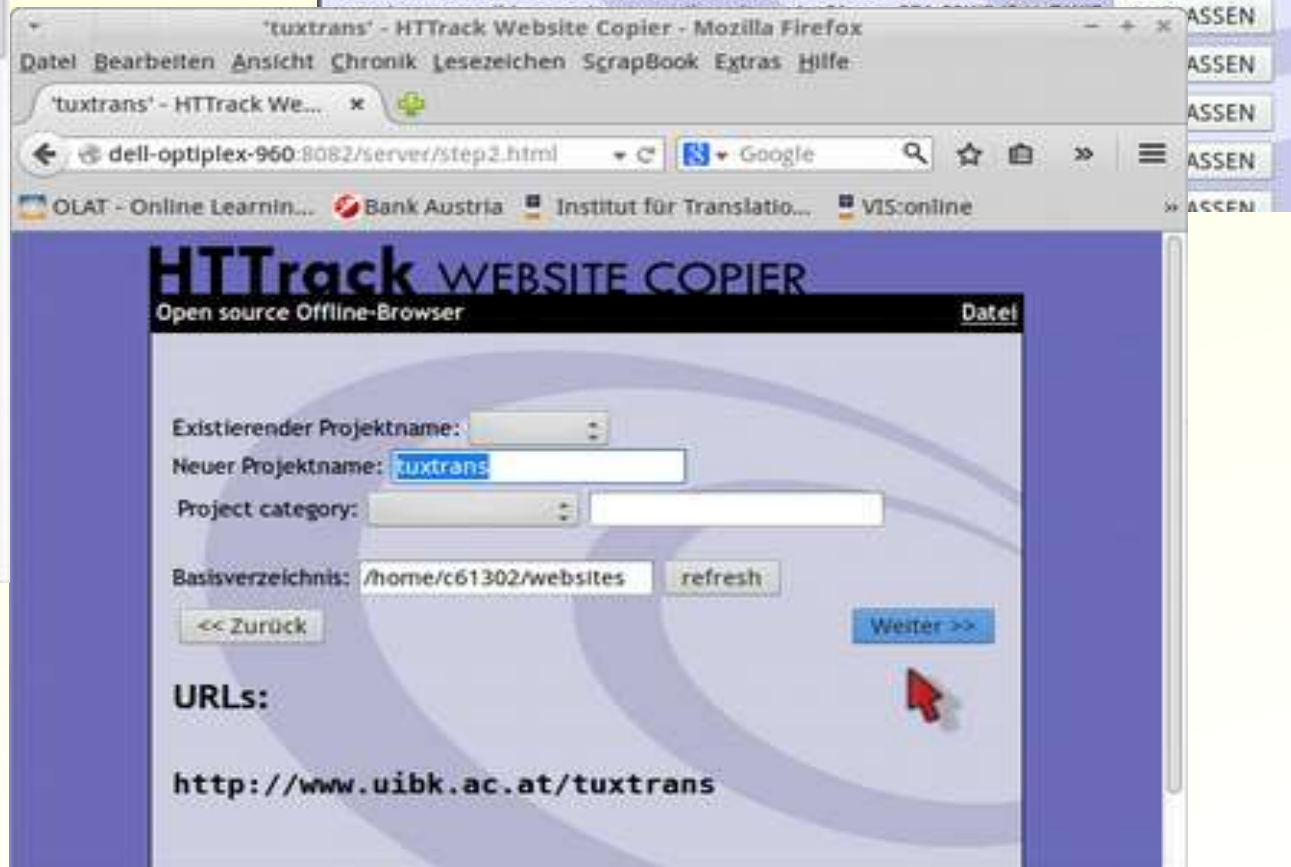 'tuxtrans' - HTTrack Website Copier - Mozilla Firefox
Datei Bearbeiten Ansicht Chronik Lesezeichen ScrapBook Extras Hilfe
'tuxtrans' - HTTrack We...
dell-optiplex-960:8082/server/step2.html Google
OLAT - Online Learnin... Bank Austria Institut für Translatio... VIS:online
HTTrack WEBSITE COPIER
Open source Offline-Browser Datei
Existierender Projektname:
Neuer Projektname: tuxtrans
Project category:
Basisverzeichnis: /home/c61302/websites refresh
<< Zurück Weiter >>
URLs:
http://www.uibk.ac.at/tuxtrans
ASSEN
ASSEN
ASSEN
ASSEN
ASSEN